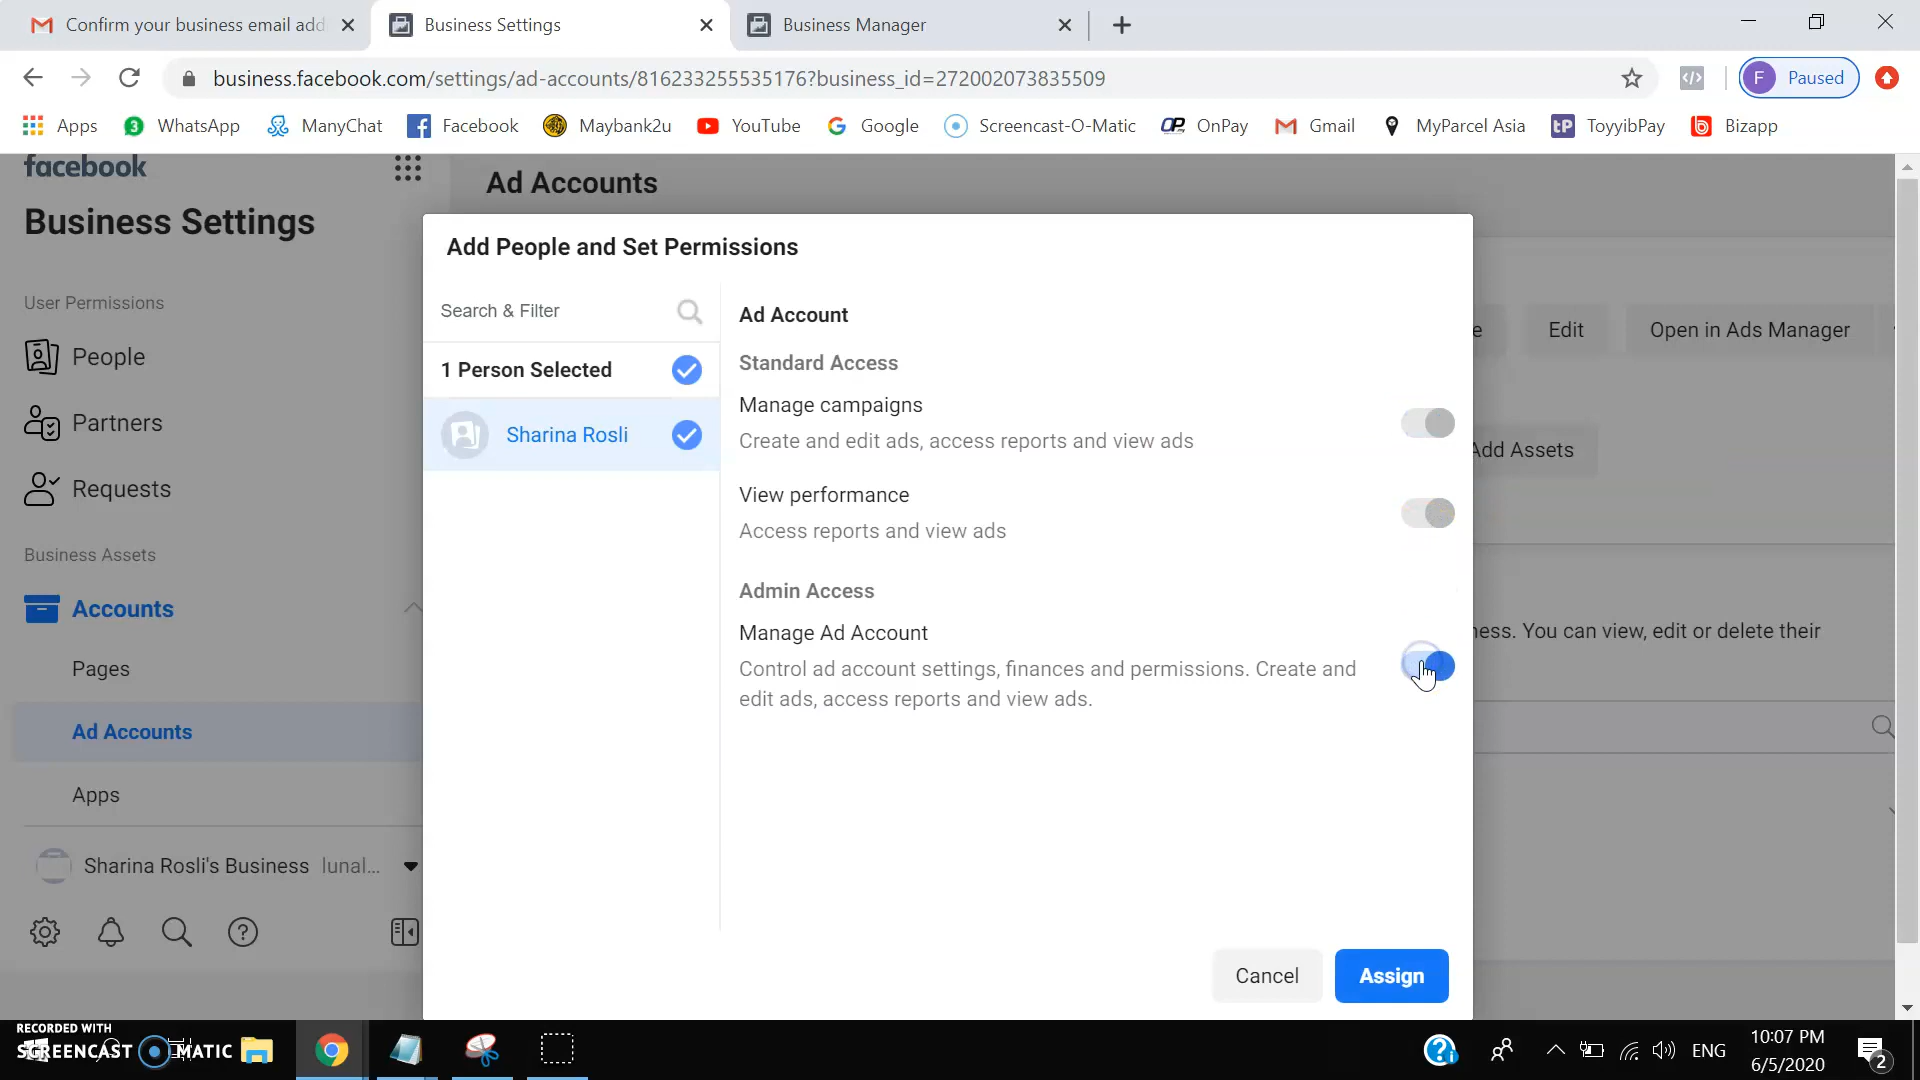 Confirm your business email add
Business Settings
Business Manager
business.facebook.com/settings/ad-accounts/816233255535176?business_id=272002073835509
F Paused
Apps
3 WhatsApp
ManyChat
Facebook
Maybank2u
YouTube
Google
Screencast-O-Matic
OP OnPay
Gmail
MyParcel Asia
tP ToyyibPay
Bizapp
facebook
Business Settings
User Permissions
People
Partners
Requests
Business Assets
Accounts
Pages
Ad Accounts
Apps
Sharina Rosli's Business lunal...
Ad Accounts
Edit
Open in Ads Manager
Add Assets
ness. You can view, edit or delete their
Add People and Set Permissions
Search & Filter
1 Person Selected
Sharina Rosli
Ad Account
Standard Access
Manage campaigns
Create and edit ads, access reports and view ads
View performance
Access reports and view ads
Admin Access
Manage Ad Account
Control ad account settings, finances and permissions. Create and
edit ads, access reports and view ads.
Cancel
Assign
RECORDED WITH
SCREENCAST MATIC
ENG
10:07 PM
6/5/2020
2